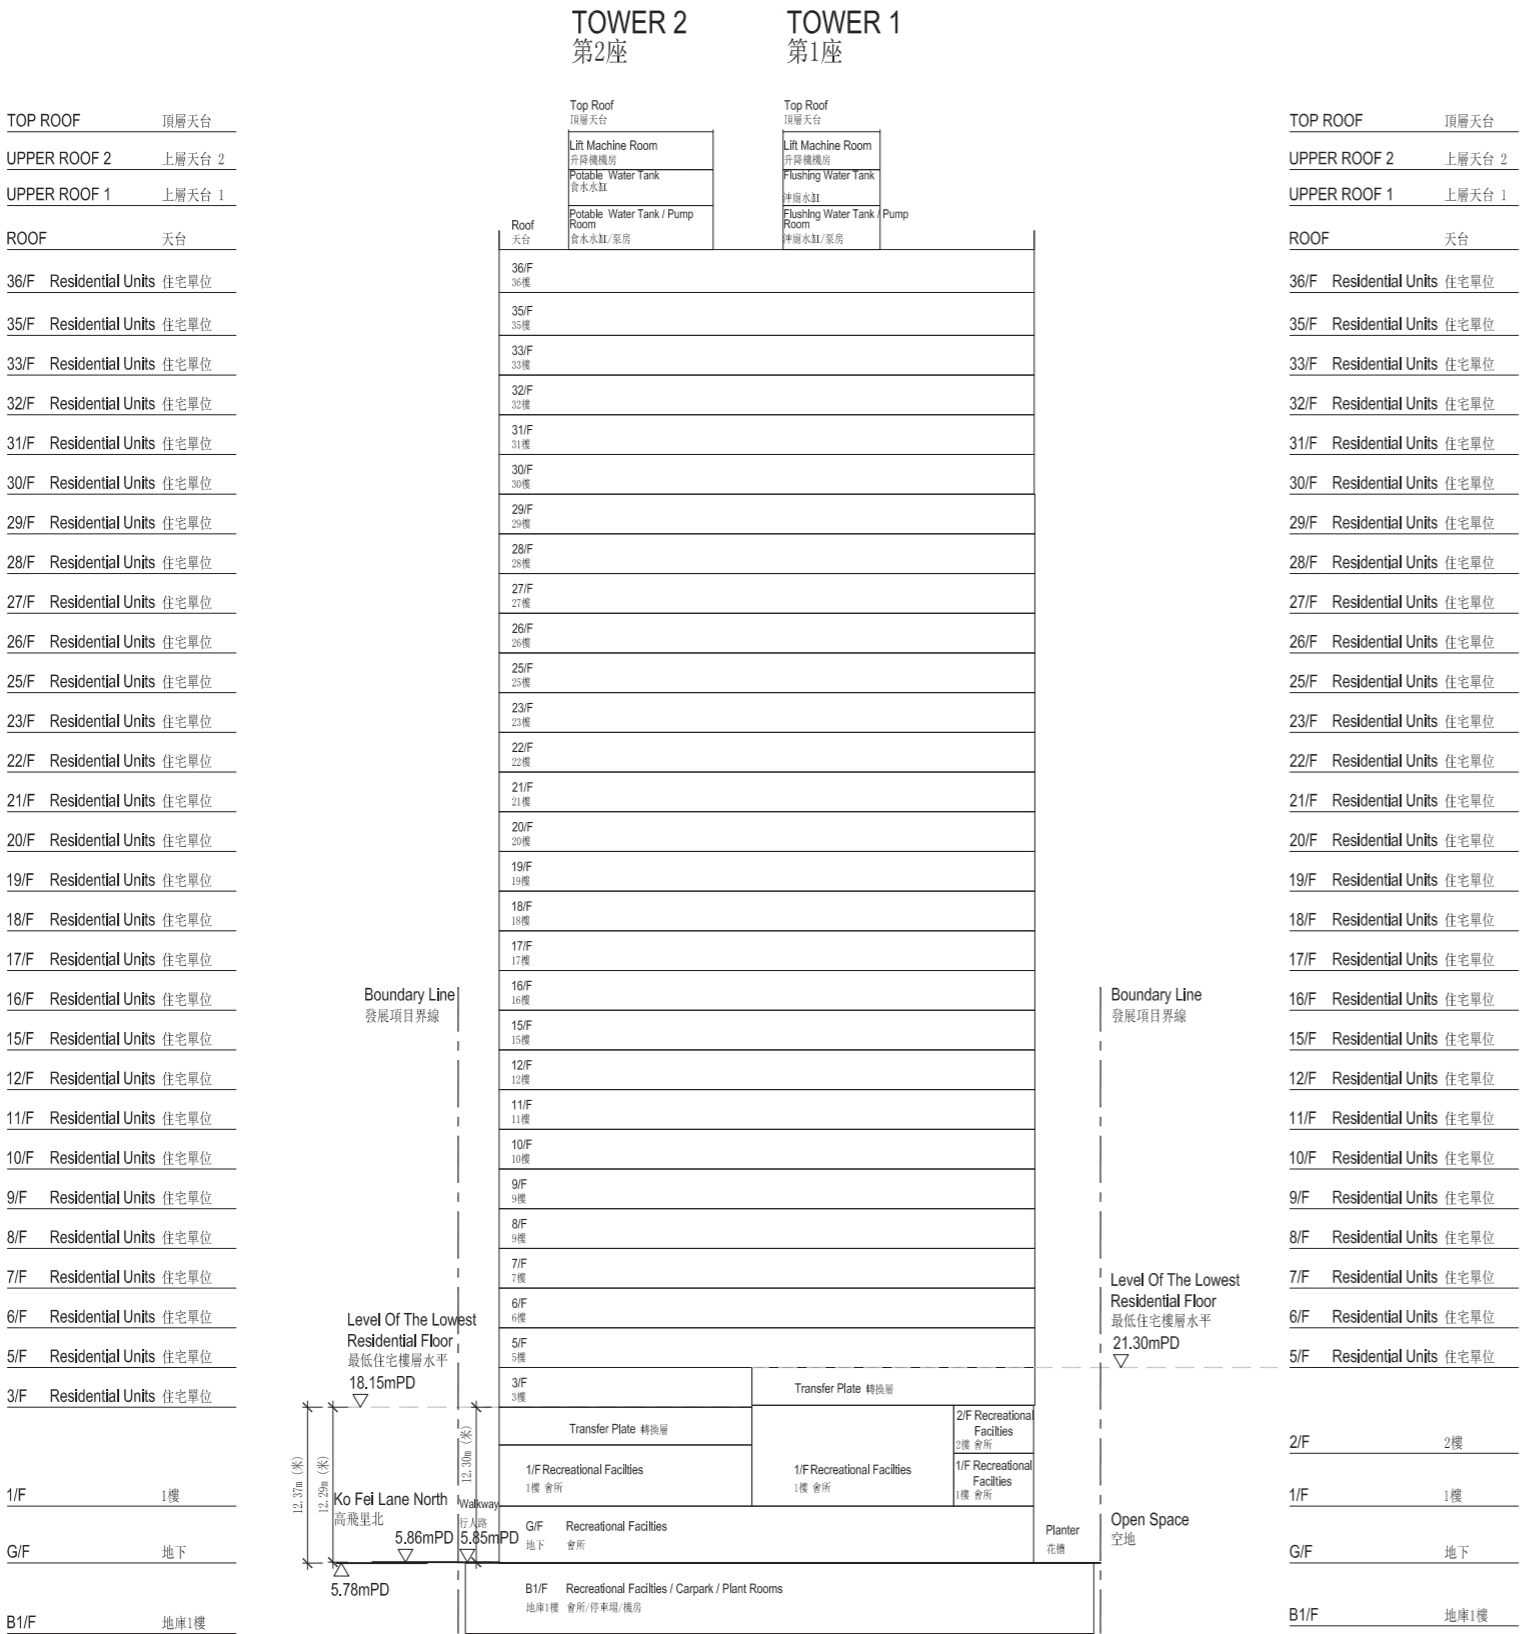 TOWER 2
第2座
TOWER 1
第1座
TOP ROOF 頂層天台
UPPER ROOF 2 上層天台 2
UPPER ROOF 1 上層天台 1
ROOF 天台
36/F Residential Units 住宅單位
35/F Residential Units 住宅單位
33/F Residential Units 住宅單位
32/F Residential Units 住宅單位
31/F Residential Units 住宅單位
30/F Residential Units 住宅單位
29/F Residential Units 住宅單位
28/F Residential Units 住宅單位
27/F Residential Units 住宅單位
26/F Residential Units 住宅單位
25/F Residential Units 住宅單位
23/F Residential Units 住宅單位
22/F Residential Units 住宅單位
21/F Residential Units 住宅單位
20/F Residential Units 住宅單位
19/F Residential Units 住宅單位
18/F Residential Units 住宅單位
17/F Residential Units 住宅單位
16/F Residential Units 住宅單位
15/F Residential Units 住宅單位
12/F Residential Units 住宅單位
11/F Residential Units 住宅單位
10/F Residential Units 住宅單位
9/F Residential Units 住宅單位
8/F Residential Units 住宅單位
7/F Residential Units 住宅單位
6/F Residential Units 住宅單位
5/F Residential Units 住宅單位
3/F Residential Units 住宅單位
1/F 1樓
G/F 地下
B1/F 地庫1樓
Boundary Line
發展項目界線
Level Of The Lowest
Residential Floor
最低住宅樓層水平
18.15mPD
12.37m (米)
12.29m (米)
12.30m (米)
Ko Fei Lane North
高飛里北
Walkway
行人路
5.86mPD
5.85mPD
5.78mPD
Top Roof
頂層天台
Lift Machine Room
升降機機房
Potable Water Tank
食水水缸
Potable Water Tank / Pump
Room
食水水缸/泵房
Top Roof
頂層天台
Lift Machine Room
升降機機房
Flushing Water Tank
沖廁水缸
Flushing Water Tank / Pump
Room
沖廁水缸/泵房
Roof
天台
36/F
36樓
35/F
35樓
33/F
33樓
32/F
32樓
31/F
31樓
30/F
30樓
29/F
29樓
28/F
28樓
27/F
27樓
26/F
26樓
25/F
25樓
23/F
23樓
22/F
22樓
21/F
21樓
20/F
20樓
19/F
19樓
18/F
18樓
17/F
17樓
16/F
16樓
15/F
15樓
12/F
12樓
11/F
11樓
10/F
10樓
9/F
9樓
8/F
9樓
7/F
7樓
6/F
6樓
5/F
5樓
3/F
3樓
Transfer Plate 轉換層
Transfer Plate 轉換層
2/F Recreational
Facilties
2樓 會所
1/F Recreational Facilties
1樓 會所
1/F Recreational Facilties
1樓 會所
1/F Recreational
Facilties
1樓 會所
G/F Recreational Facilties
地下 會所
Planter
花槽
B1/F Recreational Facilties / Carpark / Plant Rooms
地庫1樓 會所/停車場/機房
Boundary Line
發展項目界線
Level Of The Lowest
Residential Floor
最低住宅樓層水平
21.30mPD
Open Space
空地
TOP ROOF 頂層天台
UPPER ROOF 2 上層天台 2
UPPER ROOF 1 上層天台 1
ROOF 天台
36/F Residential Units 住宅單位
35/F Residential Units 住宅單位
33/F Residential Units 住宅單位
32/F Residential Units 住宅單位
31/F Residential Units 住宅單位
30/F Residential Units 住宅單位
29/F Residential Units 住宅單位
28/F Residential Units 住宅單位
27/F Residential Units 住宅單位
26/F Residential Units 住宅單位
25/F Residential Units 住宅單位
23/F Residential Units 住宅單位
22/F Residential Units 住宅單位
21/F Residential Units 住宅單位
20/F Residential Units 住宅單位
19/F Residential Units 住宅單位
18/F Residential Units 住宅單位
17/F Residential Units 住宅單位
16/F Residential Units 住宅單位
15/F Residential Units 住宅單位
12/F Residential Units 住宅單位
11/F Residential Units 住宅單位
10/F Residential Units 住宅單位
9/F Residential Units 住宅單位
8/F Residential Units 住宅單位
7/F Residential Units 住宅單位
6/F Residential Units 住宅單位
5/F Residential Units 住宅單位
2/F 2樓
1/F 1樓
G/F 地下
B1/F 地庫1樓